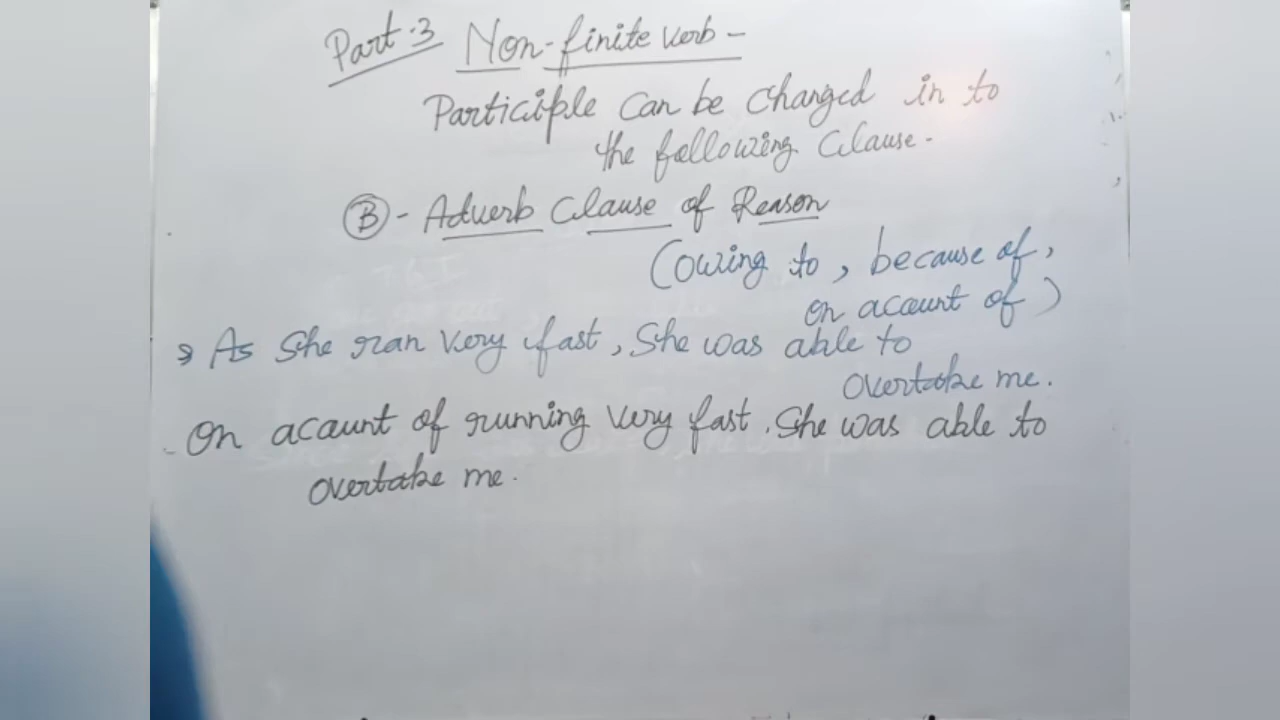 Part.3 Non-finite verb -
Participle can be changed in to
the following Clause -
B - Adverb Clause of Reason
(owing to, because of,
on acaunt of)
→ As She ran very fast, She was able to
overtake me.
- On acaunt of running very fast, She was able to
overtake me.